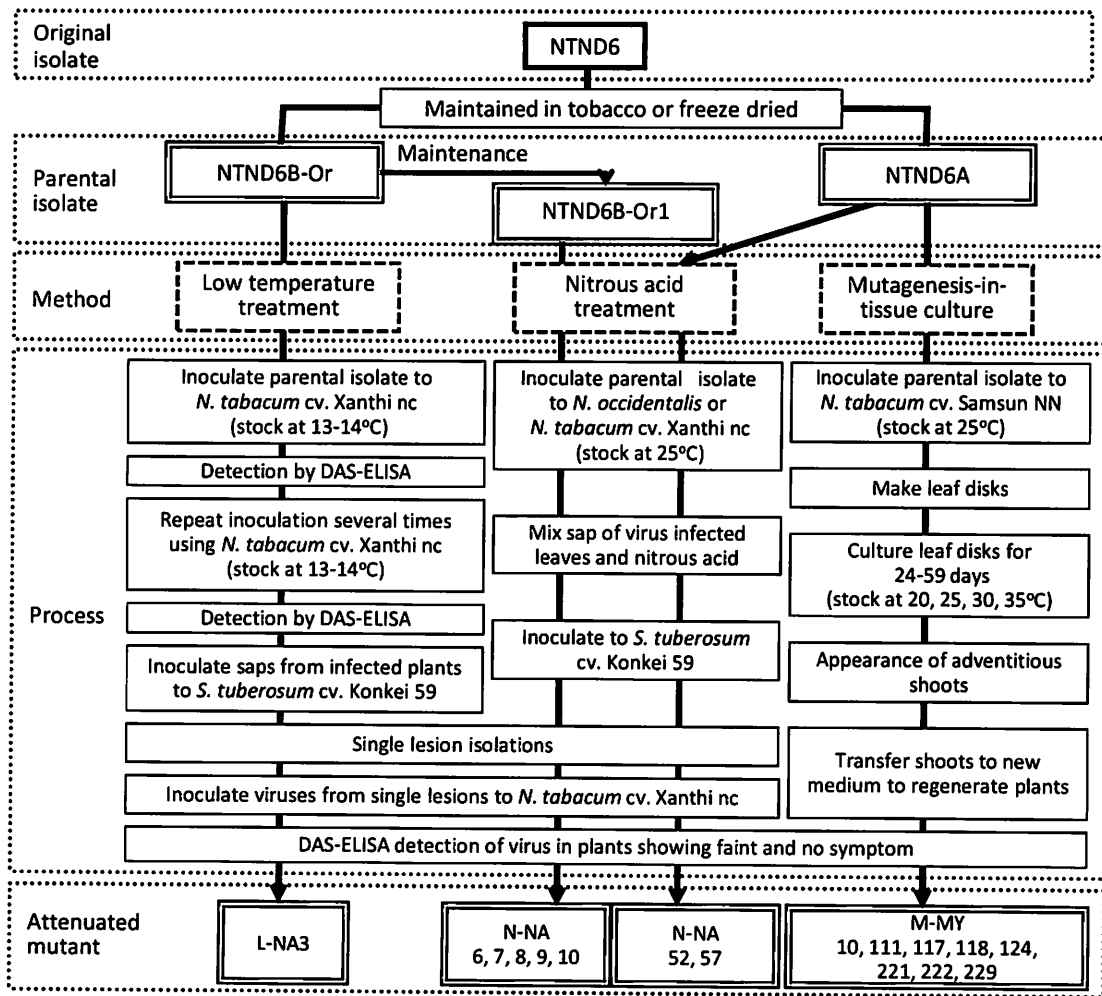 Original
isolate
NTND6
Maintained in tobacco or freeze dried
Parental
isolate
NTND6B-Or
Maintenance
NTND6B-Or1
NTND6A
Method
Low temperature
treatment
Nitrous acid
treatment
Mutagenesis-in-
tissue culture
Process
Inoculate parental isolate to
N. tabacum cv. Xanthi nc
(stock at 13-14ºC)
Detection by DAS-ELISA
Repeat inoculation several times
using N. tabacum cv. Xanthi nc
(stock at 13-14ºC)
Detection by DAS-ELISA
Inoculate saps from infected plants
to S. tuberosum cv. Konkei 59
Inoculate parental isolate
to N. occidentalis or
N. tabacum cv. Xanthi nc
(stock at 25ºC)
Mix sap of virus infected
leaves and nitrous acid
Inoculate to S. tuberosum
cv. Konkei 59
Single lesion isolations
Inoculate viruses from single lesions to N. tabacum cv. Xanthi nc
Inoculate parental isolate to
N. tabacum cv. Samsun NN
(stock at 25ºC)
Make leaf disks
Culture leaf disks for
24-59 days
(stock at 20, 25, 30, 35ºC)
Appearance of adventitious
shoots
Transfer shoots to new
medium to regenerate plants
DAS-ELISA detection of virus in plants showing faint and no symptom
Attenuated
mutant
L-NA3
N-NA
6, 7, 8, 9, 10
N-NA
52, 57
M-MY
10, 111, 117, 118, 124,
221, 222, 229